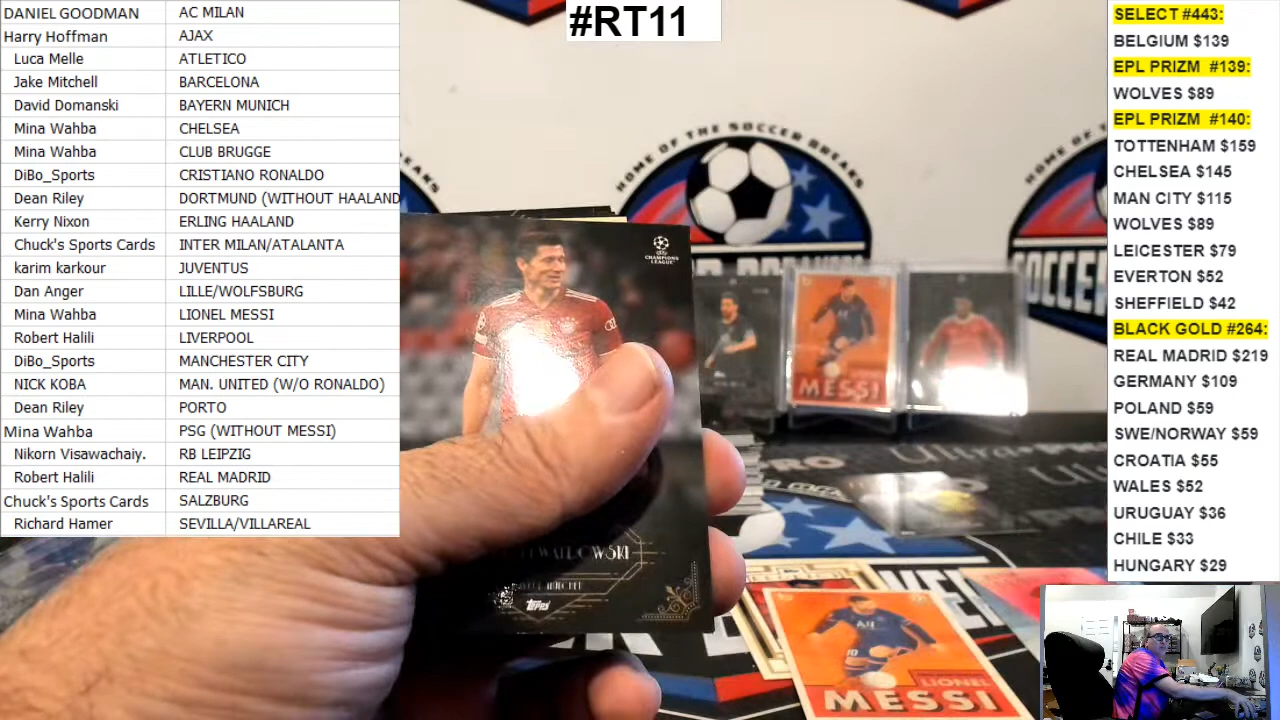 #RT11
DANIEL GOODMAN AC MILAN
Harry Hoffman AJAX
Luca Melle ATLETICO
Jake Mitchell BARCELONA
David Domanski BAYERN MUNICH
Mina Wahba CHELSEA
Mina Wahba CLUB BRUGGE
DiBo_Sports CRISTIANO RONALDO
Dean Riley DORTMUND (WITHOUT HAALAND
Kerry Nixon ERLING HAALAND
Chuck's Sports Cards INTER MILAN/ATALANTA
karim karkour JUVENTUS
Dan Anger LILLE/WOLFSBURG
Mina Wahba LIONEL MESSI
Robert Halili LIVERPOOL
DiBo_Sports MANCHESTER CITY
NICK KOBA MAN. UNITED (W/O RONALDO)
Dean Riley PORTO
Mina Wahba PSG (WITHOUT MESSI)
Nikorn Visawachaiy. RB LEIPZIG
Robert Halili REAL MADRID
Chuck's Sports Cards SALZBURG
Richard Hamer SEVILLA/VILLAREAL
SELECT #443:
BELGIUM $139
EPL PRIZM #139:
WOLVES $89
EPL PRIZM #140:
TOTTENHAM $159
CHELSEA $145
MAN CITY $115
WOLVES $89
LEICESTER $79
EVERTON $52
SHEFFIELD $42
BLACK GOLD #264:
REAL MADRID $219
GERMANY $109
POLAND $59
SWE/NORWAY $59
CROATIA $55
WALES $52
URUGUAY $36
CHILE $33
HUNGARY $29
HOME OF THE SOCCER BREAKS
CHAMPIONS
LEAGUE
topps
MESSI
LIONEL
MESSI